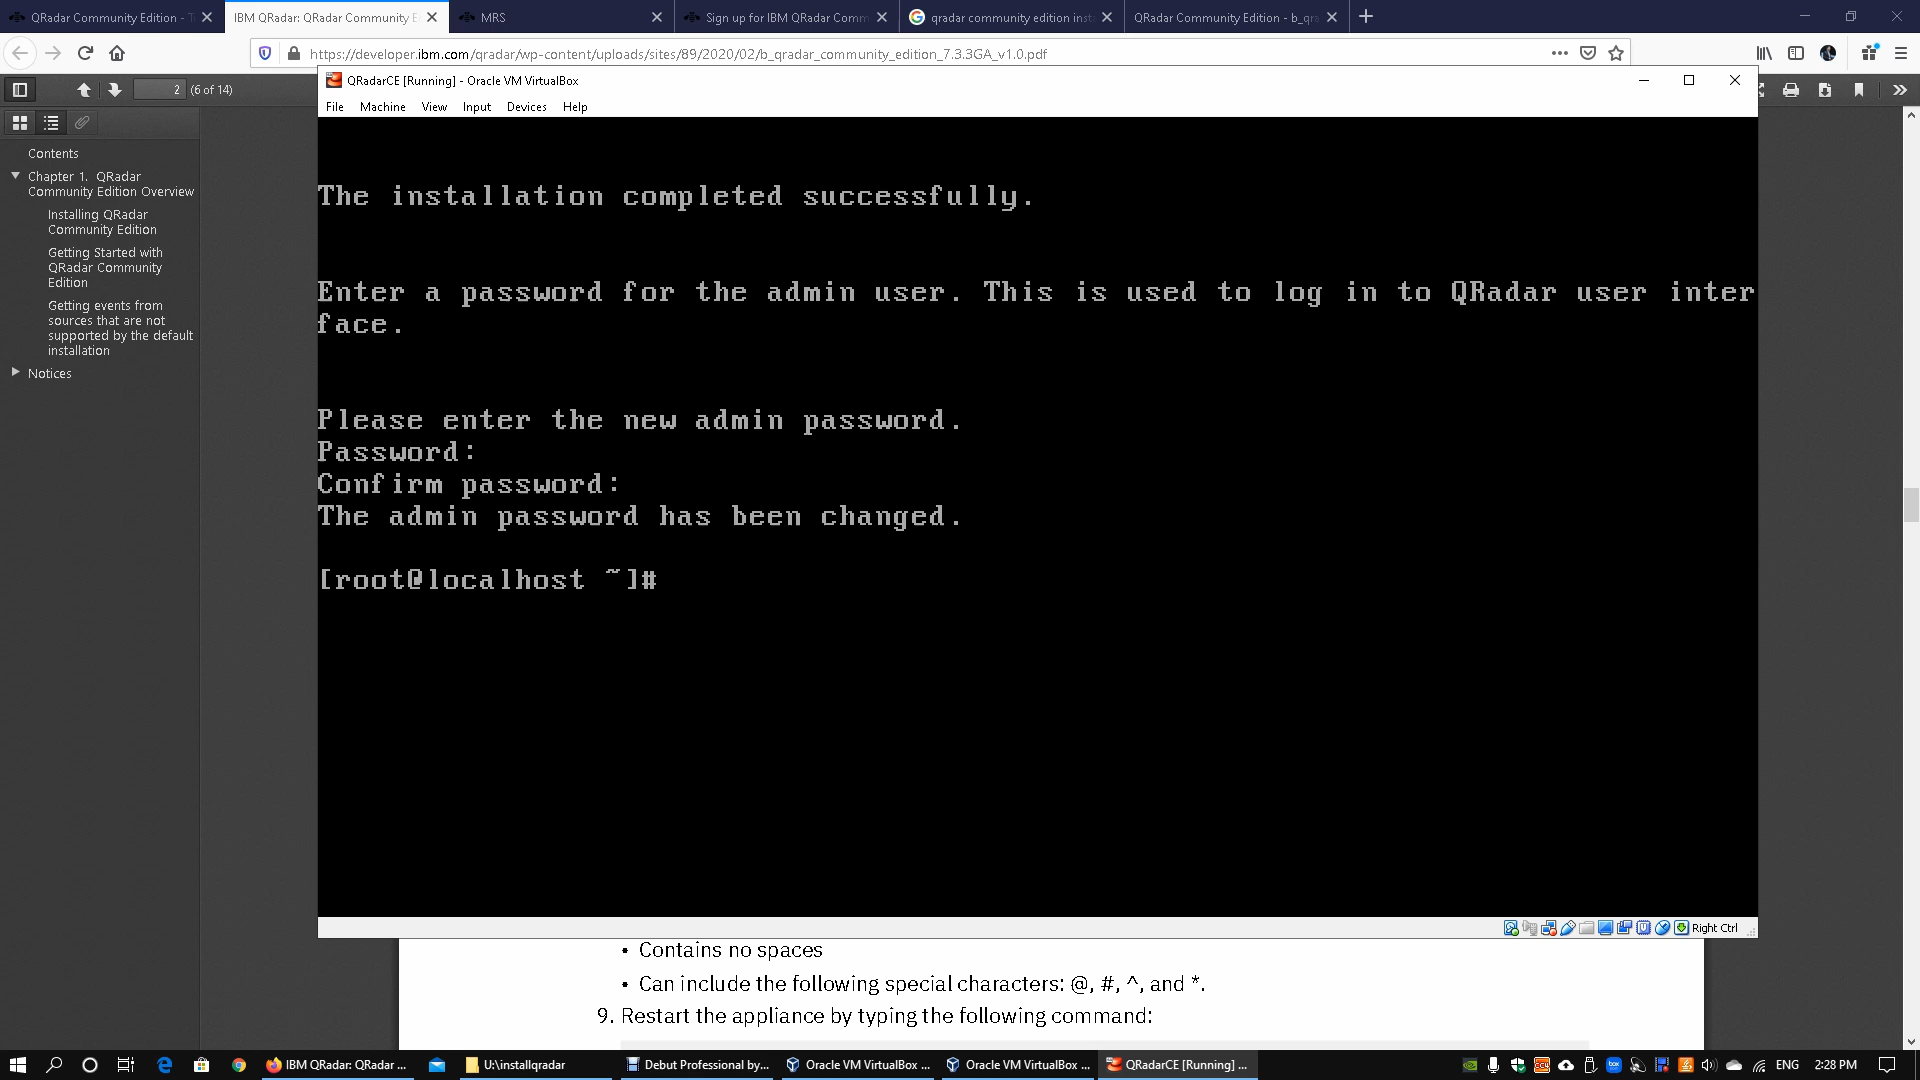 QRadar Community Edition - T
IBM QRadar: QRadar Community E
MRS
Sign up for IBM QRadar Comm
qradar community edition inst
QRadar Community Edition - b_qra
https://developer.ibm.com/qradar/wp-content/uploads/sites/89/2020/02/b_qradar_community_edition_7.3.3GA_v1.0.pdf
2 (6 of 14)
QRadarCE [Running] - Oracle VM VirtualBox
File Machine View Input Devices Help
Contents
Chapter 1. QRadar
Community Edition Overview
Installing QRadar
Community Edition
Getting Started with
QRadar Community
Edition
Getting events from
sources that are not
supported by the default
installation
Notices
The installation completed successfully.
Enter a password for the admin user. This is used to log in to QRadar user inter
face.
Please enter the new admin password.
Password:
Confirm password:
The admin password has been changed.
[root@localhost ~]#
Right Ctrl
• Contains no spaces
• Can include the following special characters: @, #, ^, and *.
9. Restart the appliance by typing the following command:
IBM QRadar: QRadar ...
U:\installqradar
Debut Professional by...
Oracle VM VirtualBox ...
Oracle VM VirtualBox ...
QRadarCE [Running] ...
ENG
2:28 PM